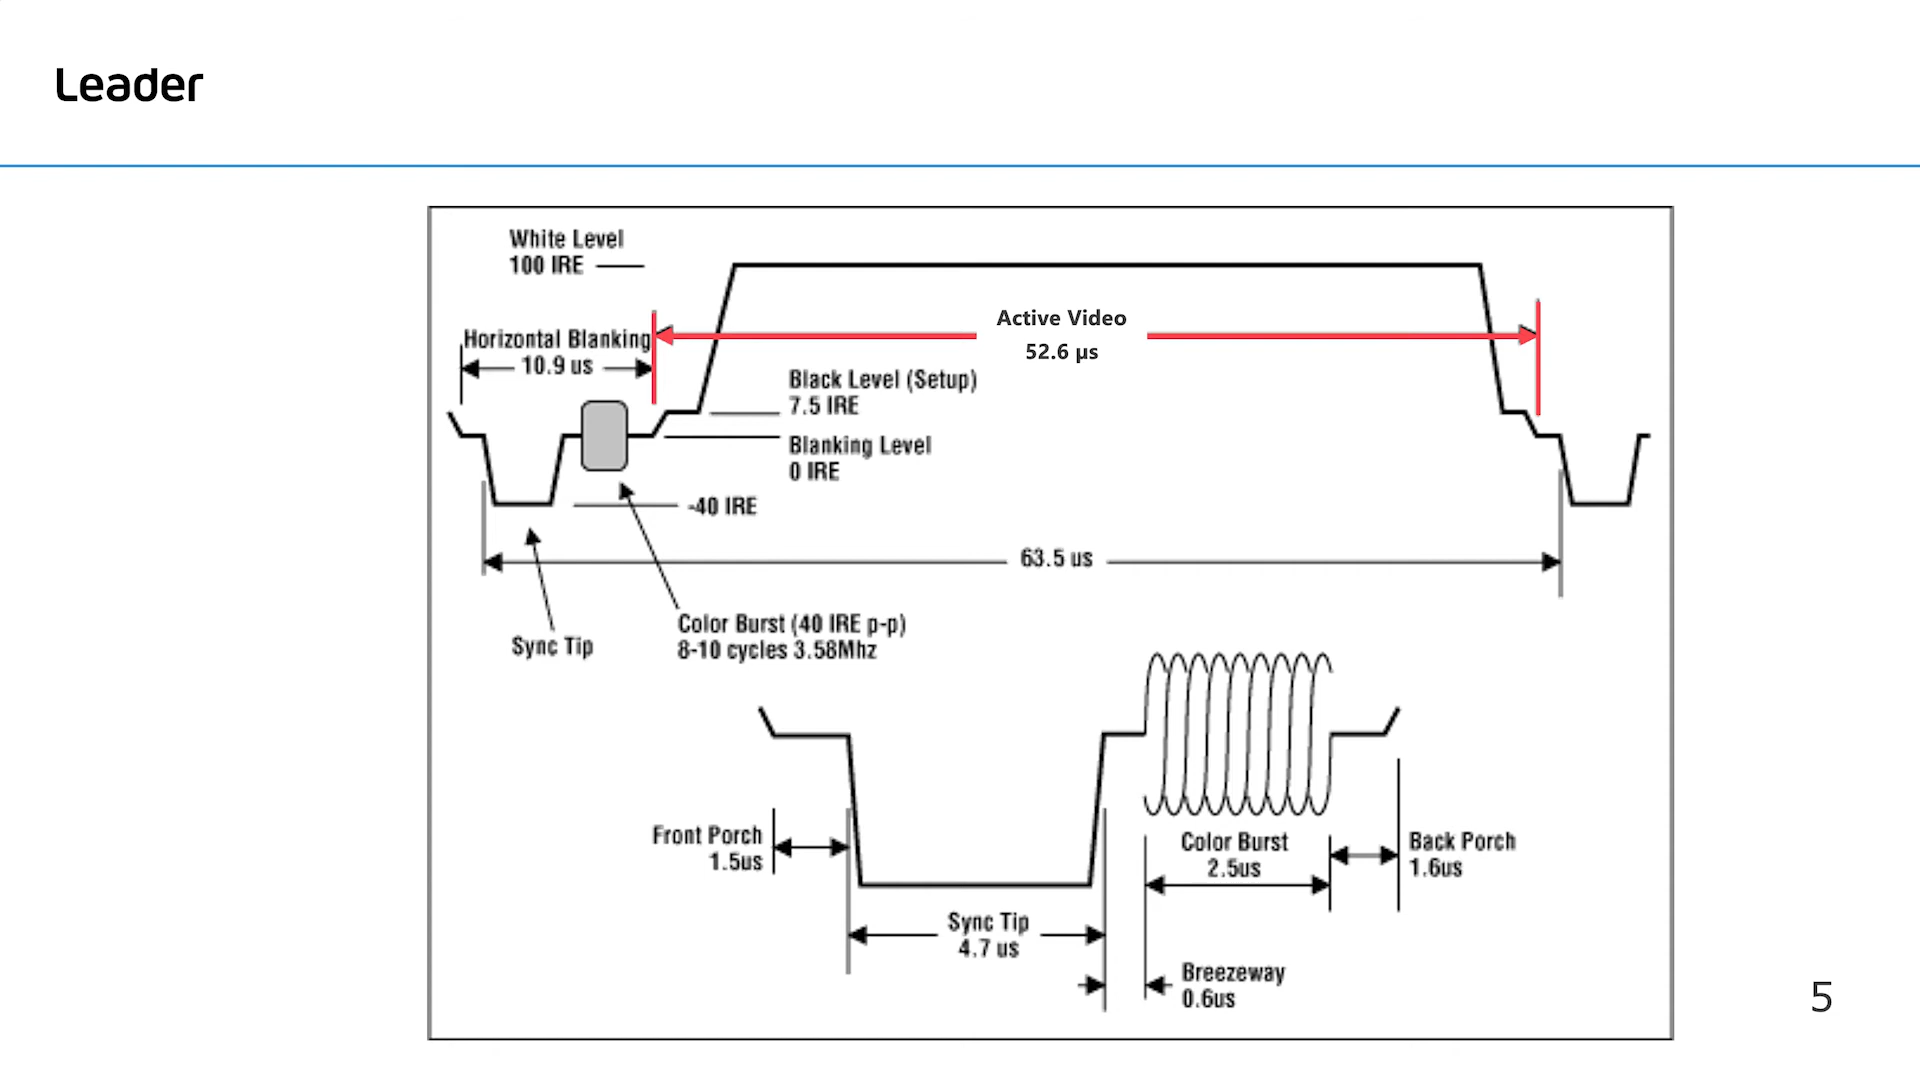 Leader
White Level
100 IRE
Horizontal Blanking
10.9 us
Active Video
52.6 µs
Black Level (Setup)
7.5 IRE
Blanking Level
0 IRE
-40 IRE
63.5 us
Sync Tip
Color Burst (40 IRE p-p)
8-10 cycles 3.58Mhz
Front Porch
1.5us
Color Burst
2.5us
Back Porch
1.6us
Sync Tip
4.7 us
Breezeway
0.6us
5